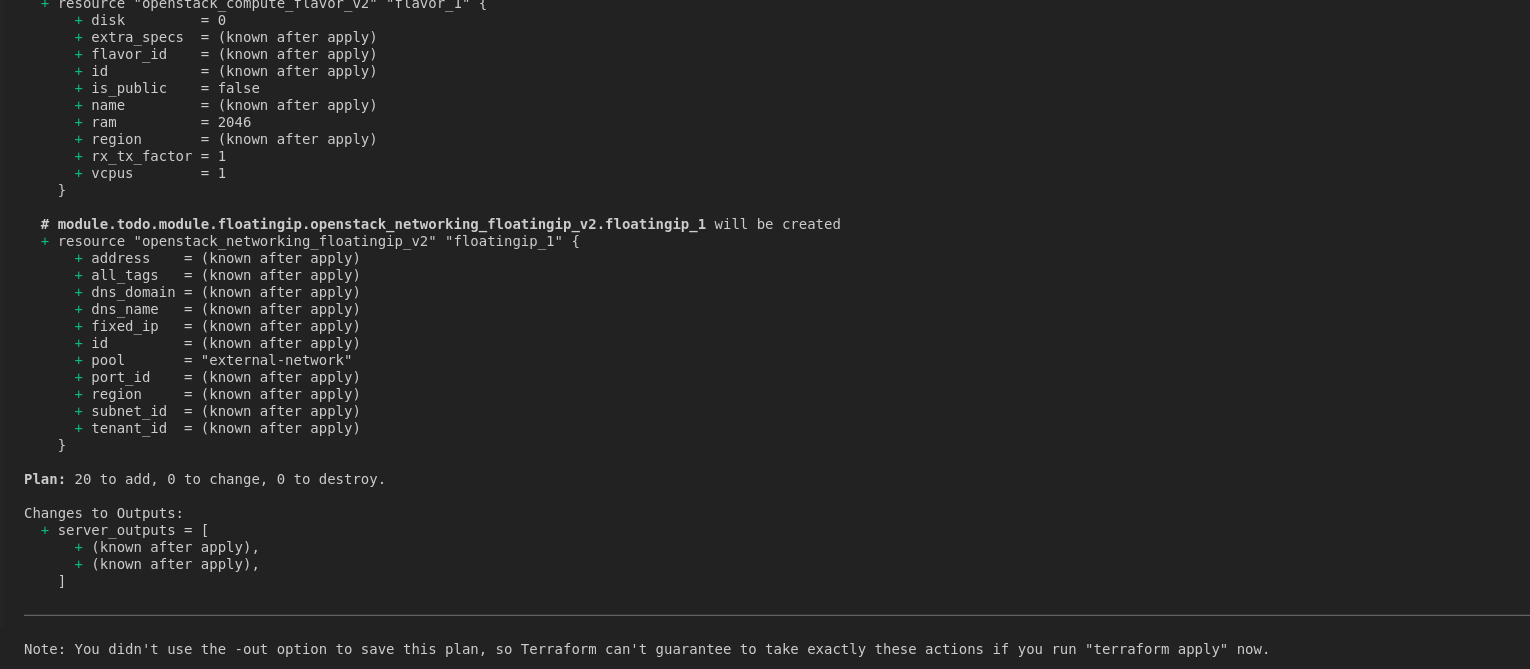 + resource "openstack_compute_flavor_v2" "flavor_1" {
+ disk = 0
+ extra_specs = (known after apply)
+ flavor_id = (known after apply)
+ id = (known after apply)
+ is_public = false
+ name = (known after apply)
+ ram = 2046
+ region = (known after apply)
+ rx_tx_factor = 1
+ vcpus = 1
}
# module.todo.module.floatingip.openstack_networking_floatingip_v2.floatingip_1 will be created
+ resource "openstack_networking_floatingip_v2" "floatingip_1" {
+ address = (known after apply)
+ all_tags = (known after apply)
+ dns_domain = (known after apply)
+ dns_name = (known after apply)
+ fixed_ip = (known after apply)
+ id = (known after apply)
+ pool = "external-network"
+ port_id = (known after apply)
+ region = (known after apply)
+ subnet_id = (known after apply)
+ tenant_id = (known after apply)
}
Plan: 20 to add, 0 to change, 0 to destroy.
Changes to Outputs:
+ server_outputs = [
+ (known after apply),
+ (known after apply),
]
Note: You didn't use the -out option to save this plan, so Terraform can't guarantee to take exactly these actions if you run "terraform apply" now.